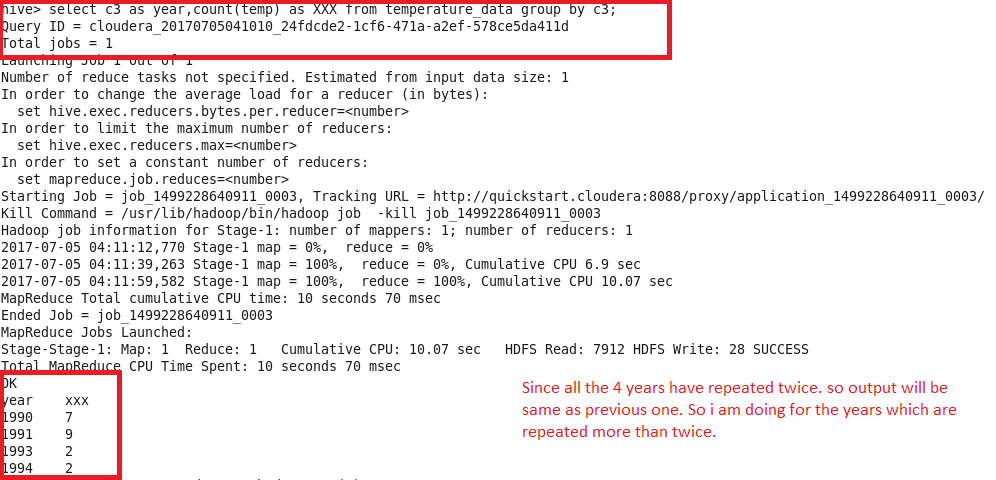 hive> select c3 as year,count(temp) as XXX from temperature_data group by c3;
Query ID = cloudera_20170705041010_24fdcde2-1cf6-471a-a2ef-578ce5da411d
Total jobs = 1
Launching Job 1 out of 1
Number of reduce tasks not specified. Estimated from input data size: 1
In order to change the average load for a reducer (in bytes):
  set hive.exec.reducers.bytes.per.reducer=<number>
In order to limit the maximum number of reducers:
  set hive.exec.reducers.max=<number>
In order to set a constant number of reducers:
  set mapreduce.job.reduces=<number>
Starting Job = job_1499228640911_0003, Tracking URL = http://quickstart.cloudera:8088/proxy/application_1499228640911_0003/
Kill Command = /usr/lib/hadoop/bin/hadoop job  -kill job_1499228640911_0003
Hadoop job information for Stage-1: number of mappers: 1; number of reducers: 1
2017-07-05 04:11:12,770 Stage-1 map = 0%,  reduce = 0%
2017-07-05 04:11:39,263 Stage-1 map = 100%,  reduce = 0%, Cumulative CPU 6.9 sec
2017-07-05 04:11:59,582 Stage-1 map = 100%,  reduce = 100%, Cumulative CPU 10.07 sec
MapReduce Total cumulative CPU time: 10 seconds 70 msec
Ended Job = job_1499228640911_0003
MapReduce Jobs Launched:
Stage-Stage-1: Map: 1  Reduce: 1   Cumulative CPU: 10.07 sec   HDFS Read: 7912 HDFS Write: 28 SUCCESS
Total MapReduce CPU Time Spent: 10 seconds 70 msec
OK
year    xxx
1990    7
1991    9
1993    2
1994    2
Since all the 4 years have repeated twice. so output will be
same as previous one. So i am doing for the years which are
repeated more than twice.